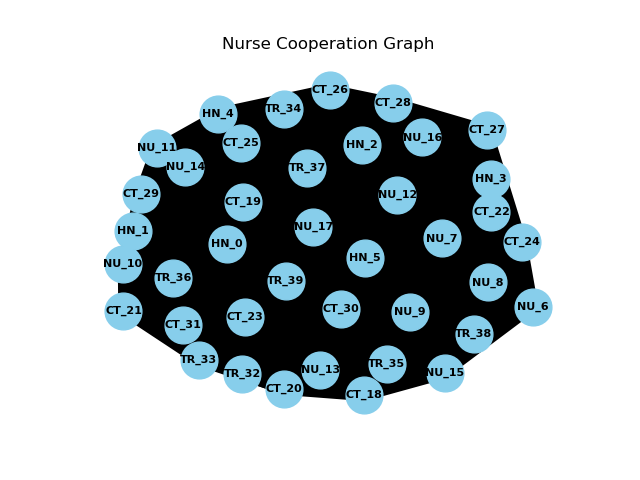 Nurse Cooperation Graph
CT_26
CT_28
TR_34
HN_4
CT_27
NU_16
CT_25
HN_2
NU_11
NU_14
TR_37
HN_3
CT_29
NU_12
CT_19
CT_22
NU_17
HN_1
NU_7
CT_24
HN_0
HN_5
NU_10
TR_36
TR_39
NU_8
NU_6
CT_30
CT_21
NU_9
CT_23
CT_31
TR_38
TR_33
TR_35
NU_13
NU_15
TR_32
CT_20
CT_18